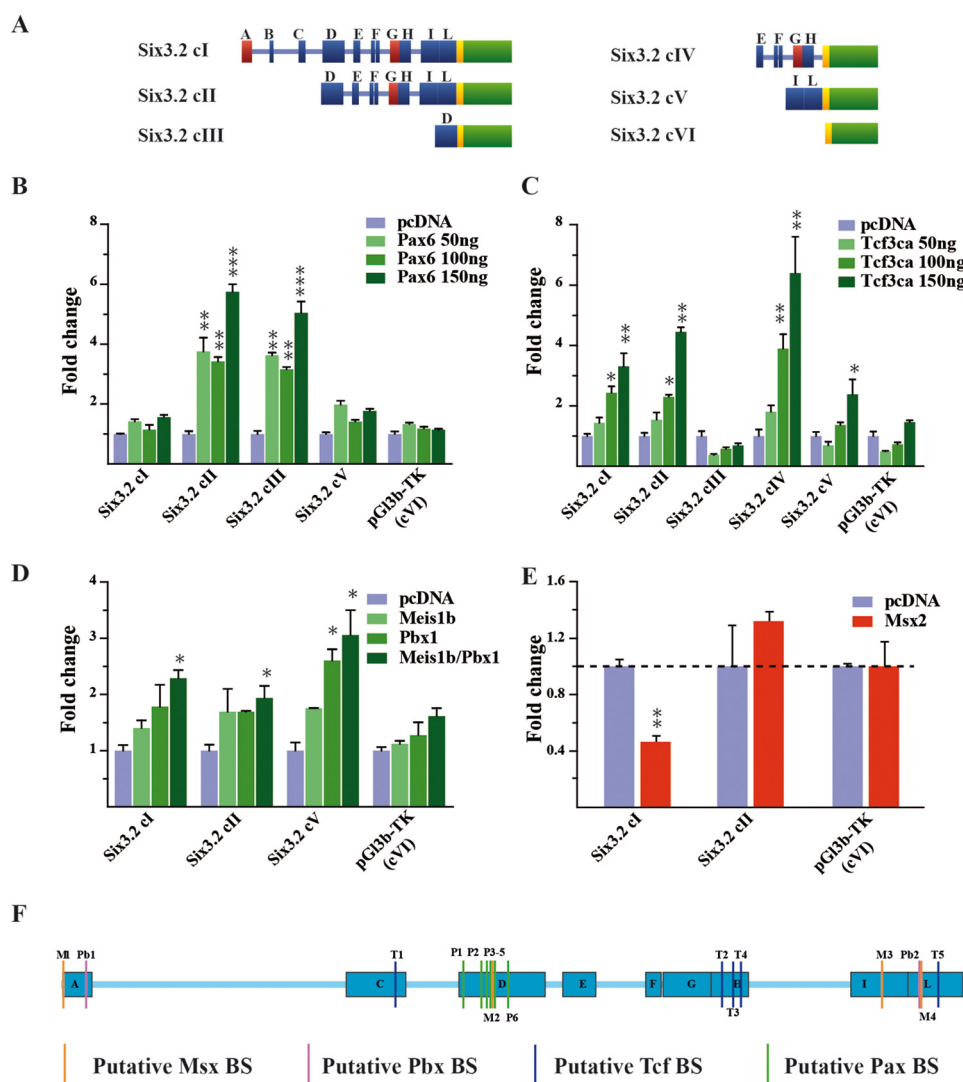 A
A B C D E F G H I L
Six3.2 cI
D E F G H I L
Six3.2 cII
D
Six3.2 cIII
E F G H
Six3.2 cIV
I L
Six3.2 cV
Six3.2 cVI
B
8
6
4
2
Fold change
pcDNA
Pax6 50ng
Pax6 100ng
Pax6 150ng
** ** *** ** ** ***
Six3.2 cI
Six3.2 cII
Six3.2 cIII
Six3.2 cV
pGl3b-TK
(cVI)
C
8
6
4
2
Fold change
pcDNA
Tcf3ca 50ng
Tcf3ca 100ng
Tcf3ca 150ng
* ** * ** ** ** *
Six3.2 cI
Six3.2 cII
Six3.2 cIII
Six3.2 cIV
Six3.2 cV
pGl3b-TK
(cVI)
D
4
3
2
1
Fold change
pcDNA
Meis1b
Pbx1
Meis1b/Pbx1
* * * *
Six3.2 cI
Six3.2 cII
Six3.2 cV
pGl3b-TK
(cVI)
E
1.6
1.2
0.8
0.4
Fold change
pcDNA
Msx2
**
Six3.2 cI
Six3.2 cII
pGl3b-TK
(cVI)
F
M1 Pb1 T1 P1 P2 P3-5 T2 T4 M3 Pb2 T5
A C D E F G H I L
M2 P6 T3 M4
Putative Msx BS
Putative Pbx BS
Putative Tcf BS
Putative Pax BS